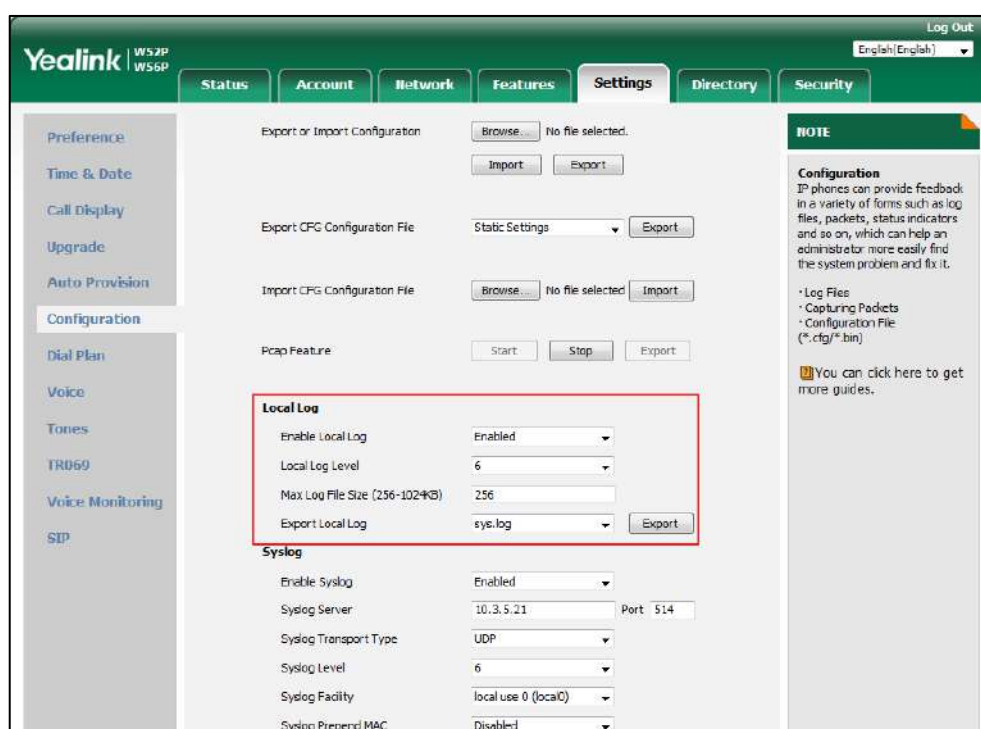 Log Out
Yealink W52P W56P
English(English)
Status Account Network Features Settings Directory Security
Preference
Time & Date
Call Display
Upgrade
Auto Provision
Configuration
Dial Plan
Voice
Tones
TR069
Voice Monitoring
SIP
Export or Import Configuration Browse... No file selected.
Import Export
Export CFG Configuration File Static Settings Export
Import CFG Configuration File Browse... No file selected Import
Pcap Feature Start Stop Export
Local Log
Enable Local Log Enabled
Local Log Level 6
Max Log File Size (256-1024KB) 256
Export Local Log sys.log Export
Syslog
Enable Syslog Enabled
Syslog Server 10.3.5.21 Port 514
Syslog Transport Type UDP
Syslog Level 6
Syslog Facility local use 0 (local0)
Syslog Prepend MAC Disabled
NOTE
Configuration
IP phones can provide feedback
in a variety of forms such as log
files, packets, status indicators
and so on, which can help an
administrator more easily find
the system problem and fix it.
·Log Files
·Capturing Packets
·Configuration File
(*.cfg/*.bin)
You can click here to get
more guides.